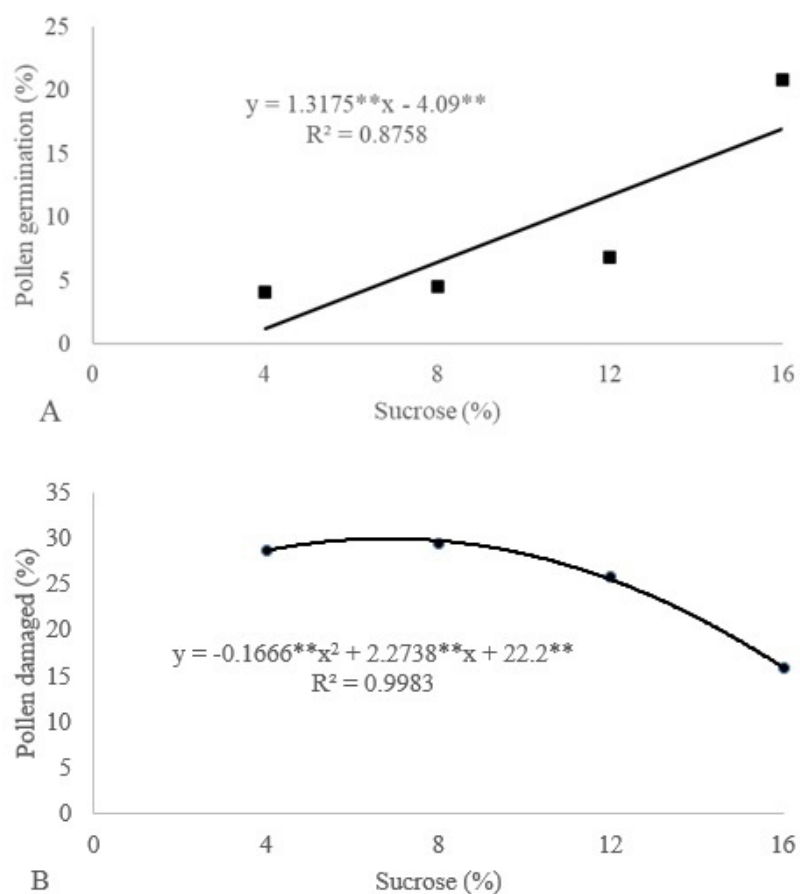 25
20
15
10
5
0
Pollen germination (%)
y = 1.3175**x - 4.09**
R² = 0.8758
0 4 8 12 16
Sucrose (%)
A
35
30
25
20
15
10
5
0
Pollen damaged (%)
y = -0.1666**x² + 2.2738**x + 22.2**
R² = 0.9983
0 4 8 12 16
Sucrose (%)
B